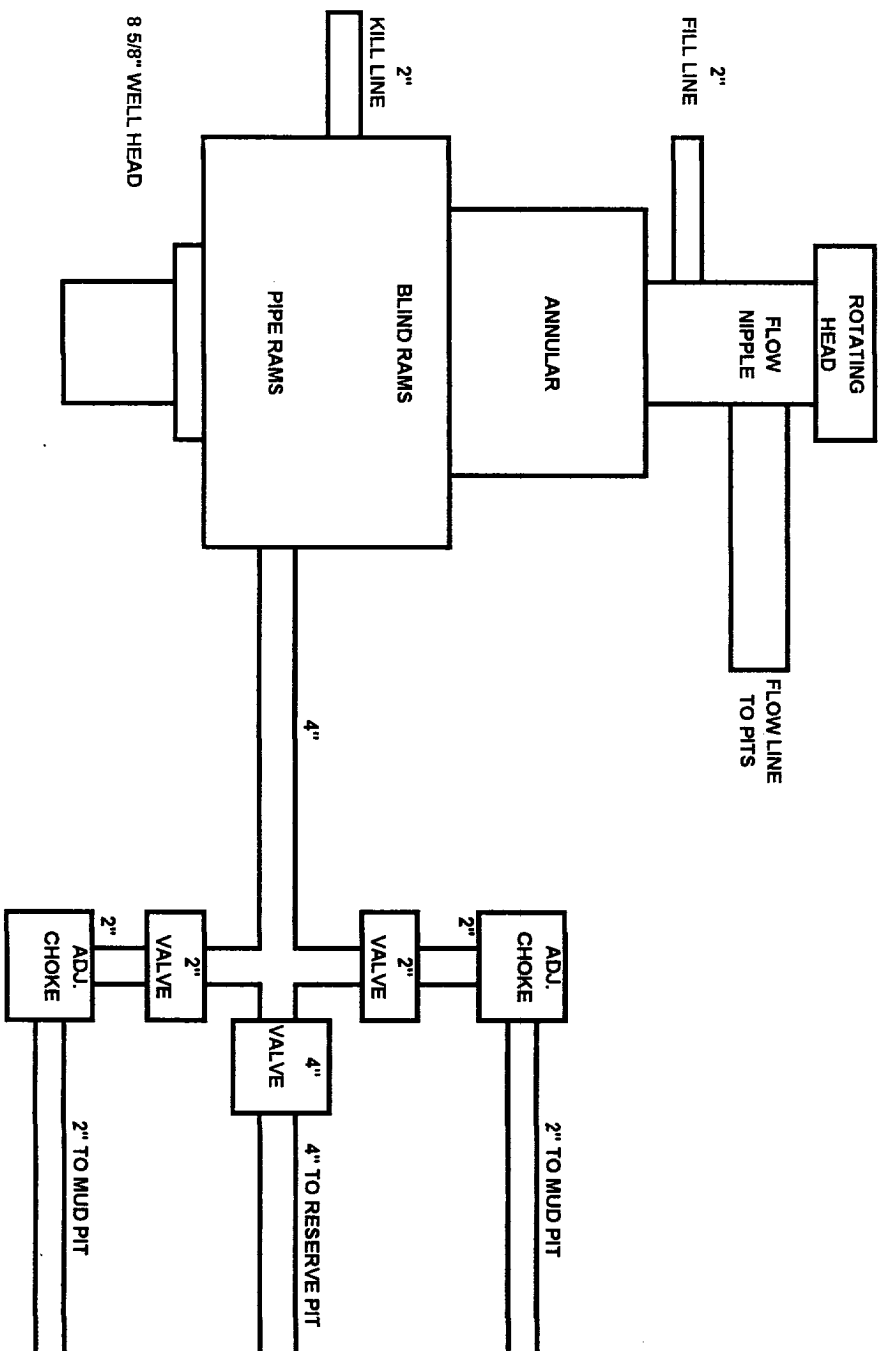 ROTATING
HEAD
2"
FILL LINE
FLOW
NIPPLE
FLOW LINE
TO PITS
ANNULAR
2"
KILL LINE
BLIND RAMS
PIPE RAMS
8 5/8" WELL HEAD
4"
ADJ.
CHOKE
2"
2"
VALVE
2" TO MUD PIT
4"
VALVE
4" TO RESERVE PIT
2"
VALVE
2"
ADJ.
CHOKE
2" TO MUD PIT